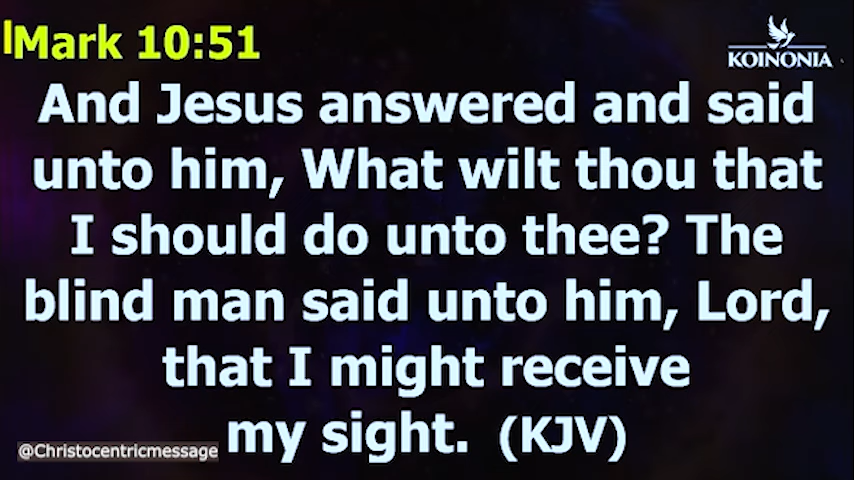 Mark 10:51
KOINONIA
And Jesus answered and said
unto him, What wilt thou that
I should do unto thee? The
blind man said unto him, Lord,
that I might receive
my sight. (KJV)
@Christocentricmessage